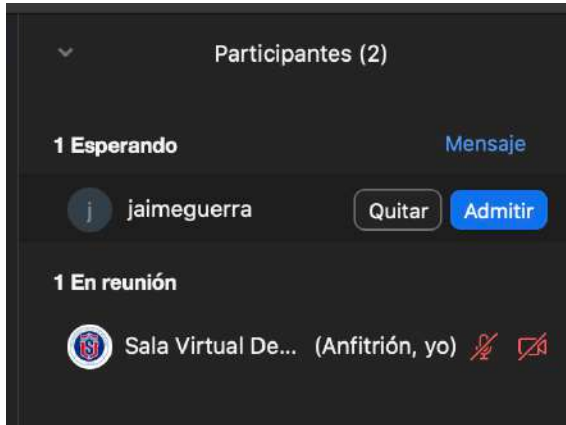 Participantes (2)
1 Esperando Mensaje
j jaimeguerra Quitar Admitir
1 En reunión
Sala Virtual De... (Anfitrión, yo)